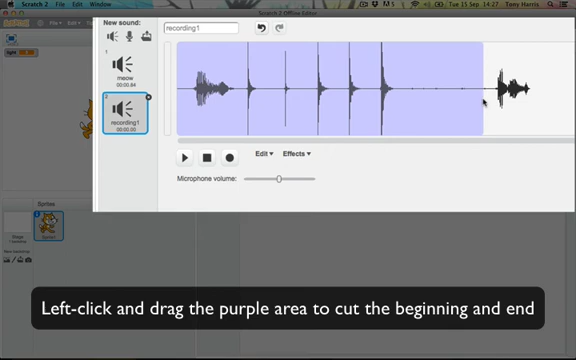 Scratch 2 File Edit Window
Tue 15 Sep 14:27 Tony Harris
Scratch 2 Offline Editor
New sound:
recording1
1
meow
00:00.84
2
recording1
00:00.00
Edit Effects
Microphone volume:
Sprites
Stage
Left-click and drag the purple area to cut the beginning and end